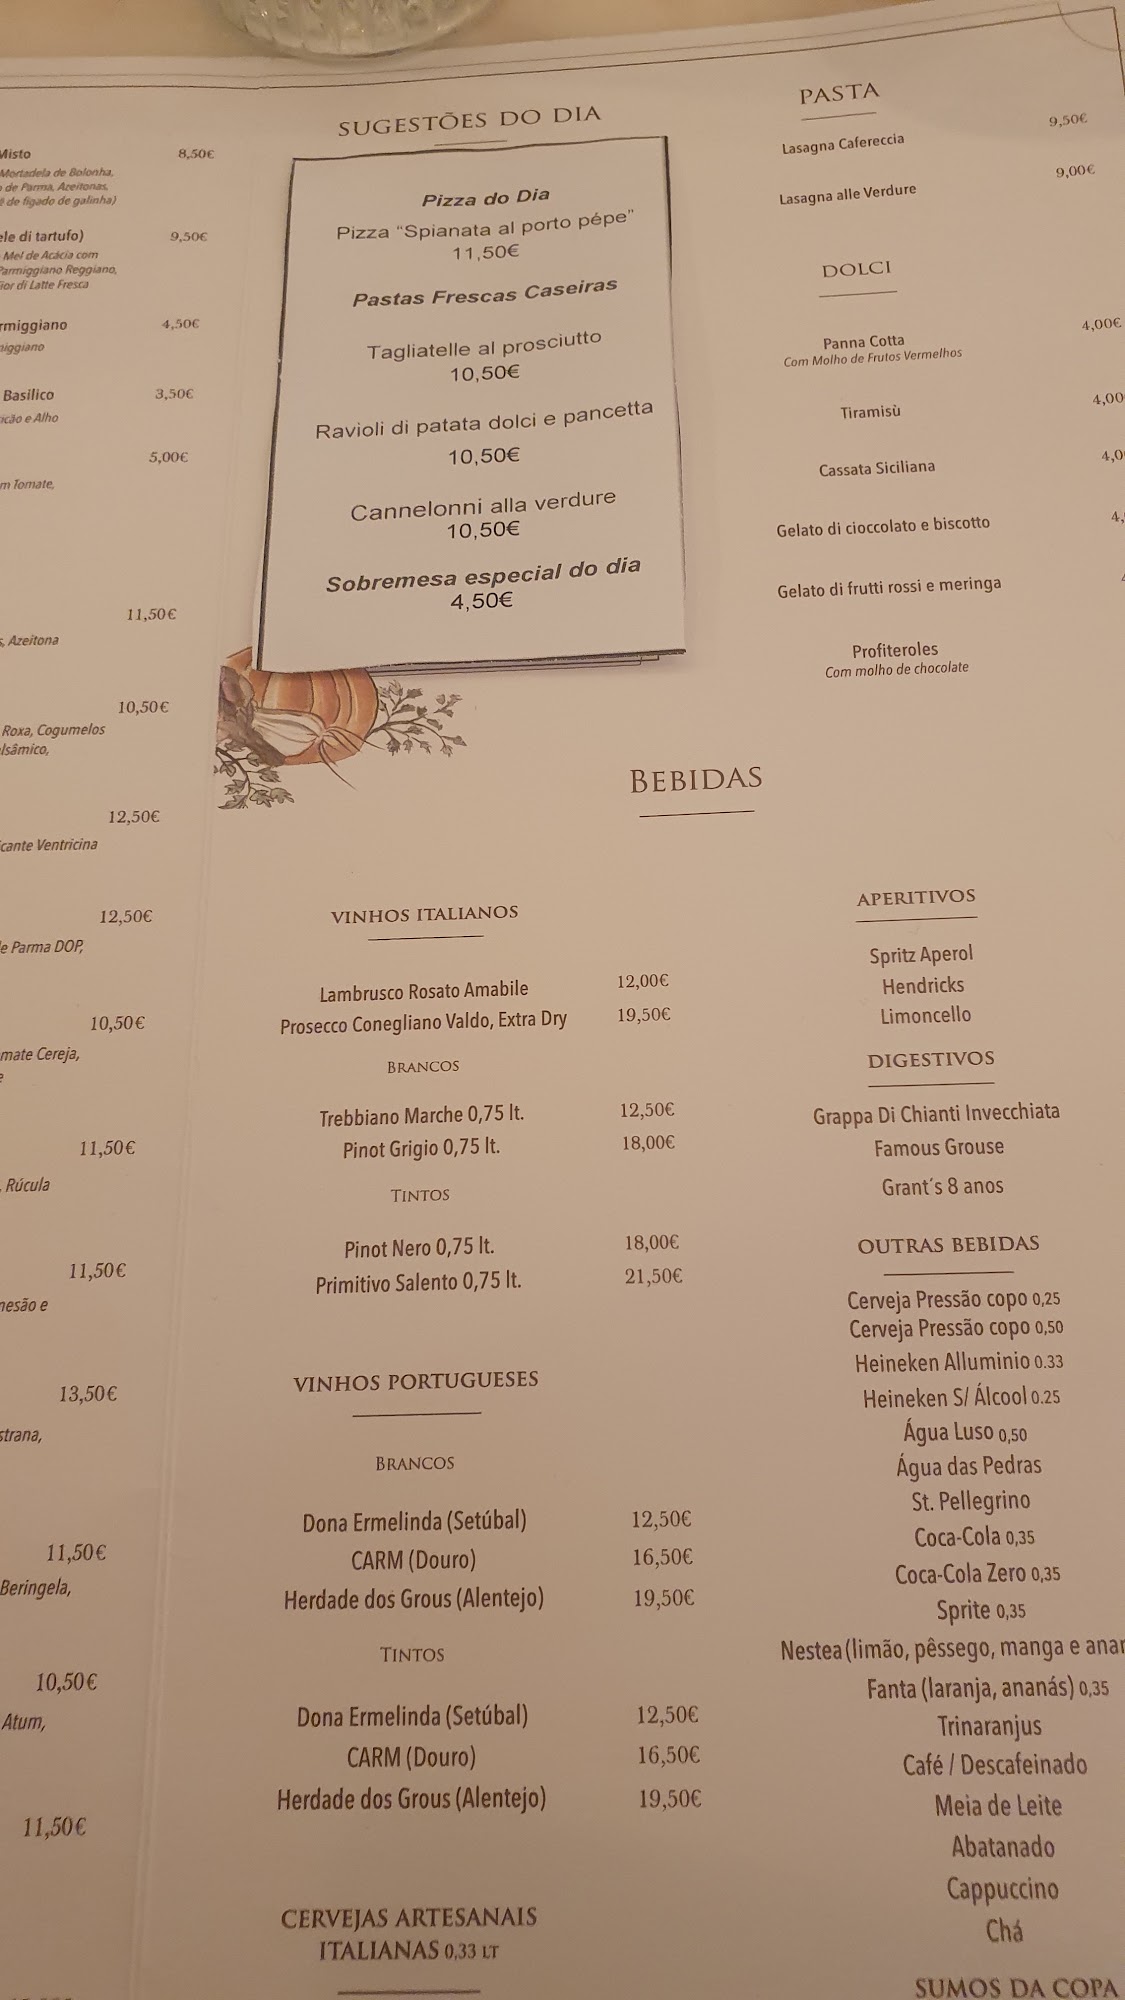 Misto 8,50€
Mortadela de Bolonha,
de Parma, Azeitonas,
de fígado de galinha)
di tartufo) 9,50€
Mel de Acácia com
Parmiggiano Reggiano,
Fior di Latte Fresca
4,50€
Basilico 3,50€
e Alho
5,00€
Tomate,
11,50€
Azeitona
10,50€
Roxa, Cogumelos
12,50€
Ventricina
12,50€
de Parma DOP,
10,50€
Cereja,
11,50€
Rúcula
11,50€
e
13,50€
11,50€
Beringela,
10,50€
Atum,
11,50€
SUGESTÕES DO DIA
Pizza do Dia
Pizza “Spianata al porto pépe”
11,50€
Pastas Frescas Caseiras
Tagliatelle al prosciutto
10,50€
Ravioli di patata dolci e pancetta
10,50€
Cannelonni alla verdure
10,50€
Sobremesa especial do dia
4,50€
PASTA
Lasagna Cafereccia 9,50€
Lasagna alle Verdure 9,00€
DOLCI
Panna Cotta 4,00€
Com Molho de Frutos Vermelhos
Tiramisù 4,00
Cassata Siciliana 4,0
Gelato di cioccolato e biscotto 4,
Gelato di frutti rossi e meringa
Profiteroles
Com molho de chocolate
BEBIDAS
VINHOS ITALIANOS
Lambrusco Rosato Amabile 12,00€
Prosecco Conegliano Valdo, Extra Dry 19,50€
BRANCOS
Trebbiano Marche 0,75 lt. 12,50€
Pinot Grigio 0,75 lt. 18,00€
TINTOS
Pinot Nero 0,75 lt. 18,00€
Primitivo Salento 0,75 lt. 21,50€
VINHOS PORTUGUESES
BRANCOS
Dona Ermelinda (Setúbal) 12,50€
CARM (Douro) 16,50€
Herdade dos Grous (Alentejo) 19,50€
TINTOS
Dona Ermelinda (Setúbal) 12,50€
CARM (Douro) 16,50€
Herdade dos Grous (Alentejo) 19,50€
CERVEJAS ARTESANAIS
ITALIANAS 0,33 LT
APERITIVOS
Spritz Aperol
Hendricks
Limoncello
DIGESTIVOS
Grappa Di Chianti Invecchiata
Famous Grouse
Grant´s 8 anos
OUTRAS BEBIDAS
Cerveja Pressão copo 0,25
Cerveja Pressão copo 0,50
Heineken Alluminio 0.33
Heineken S/ Álcool 0.25
Água Luso 0,50
Água das Pedras
St. Pellegrino
Coca-Cola 0,35
Coca-Cola Zero 0,35
Sprite 0,35
Nestea (limão, pêssego, manga e
Fanta (laranja, ananás) 0,35
Trinaranjus
Café / Descafeinado
Meia de Leite
Abatanado
Cappuccino
Chá
SUMOS DA COPA